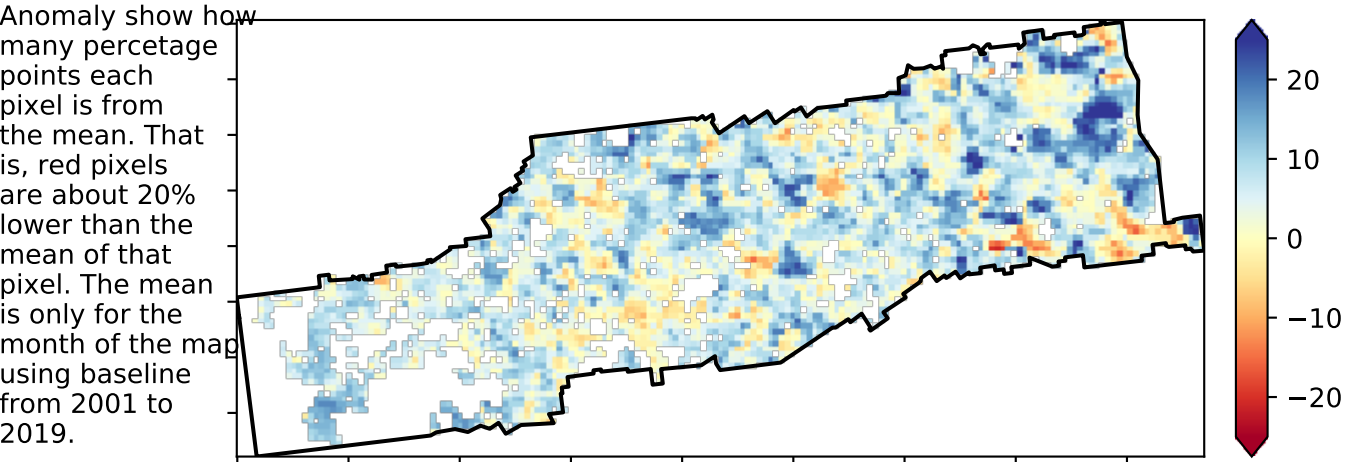 Anomaly show how
many percetage
points each
pixel is from
the mean. That
is, red pixels
are about 20%
lower than the
mean of that
pixel. The mean
is only for the
month of the map
using baseline
from 2001 to
2019.
20
10
0
−10
−20